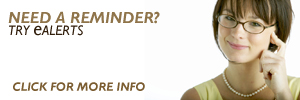 NEED A REMINDER?
TRY eALERTS
CLICK FOR MORE INFO